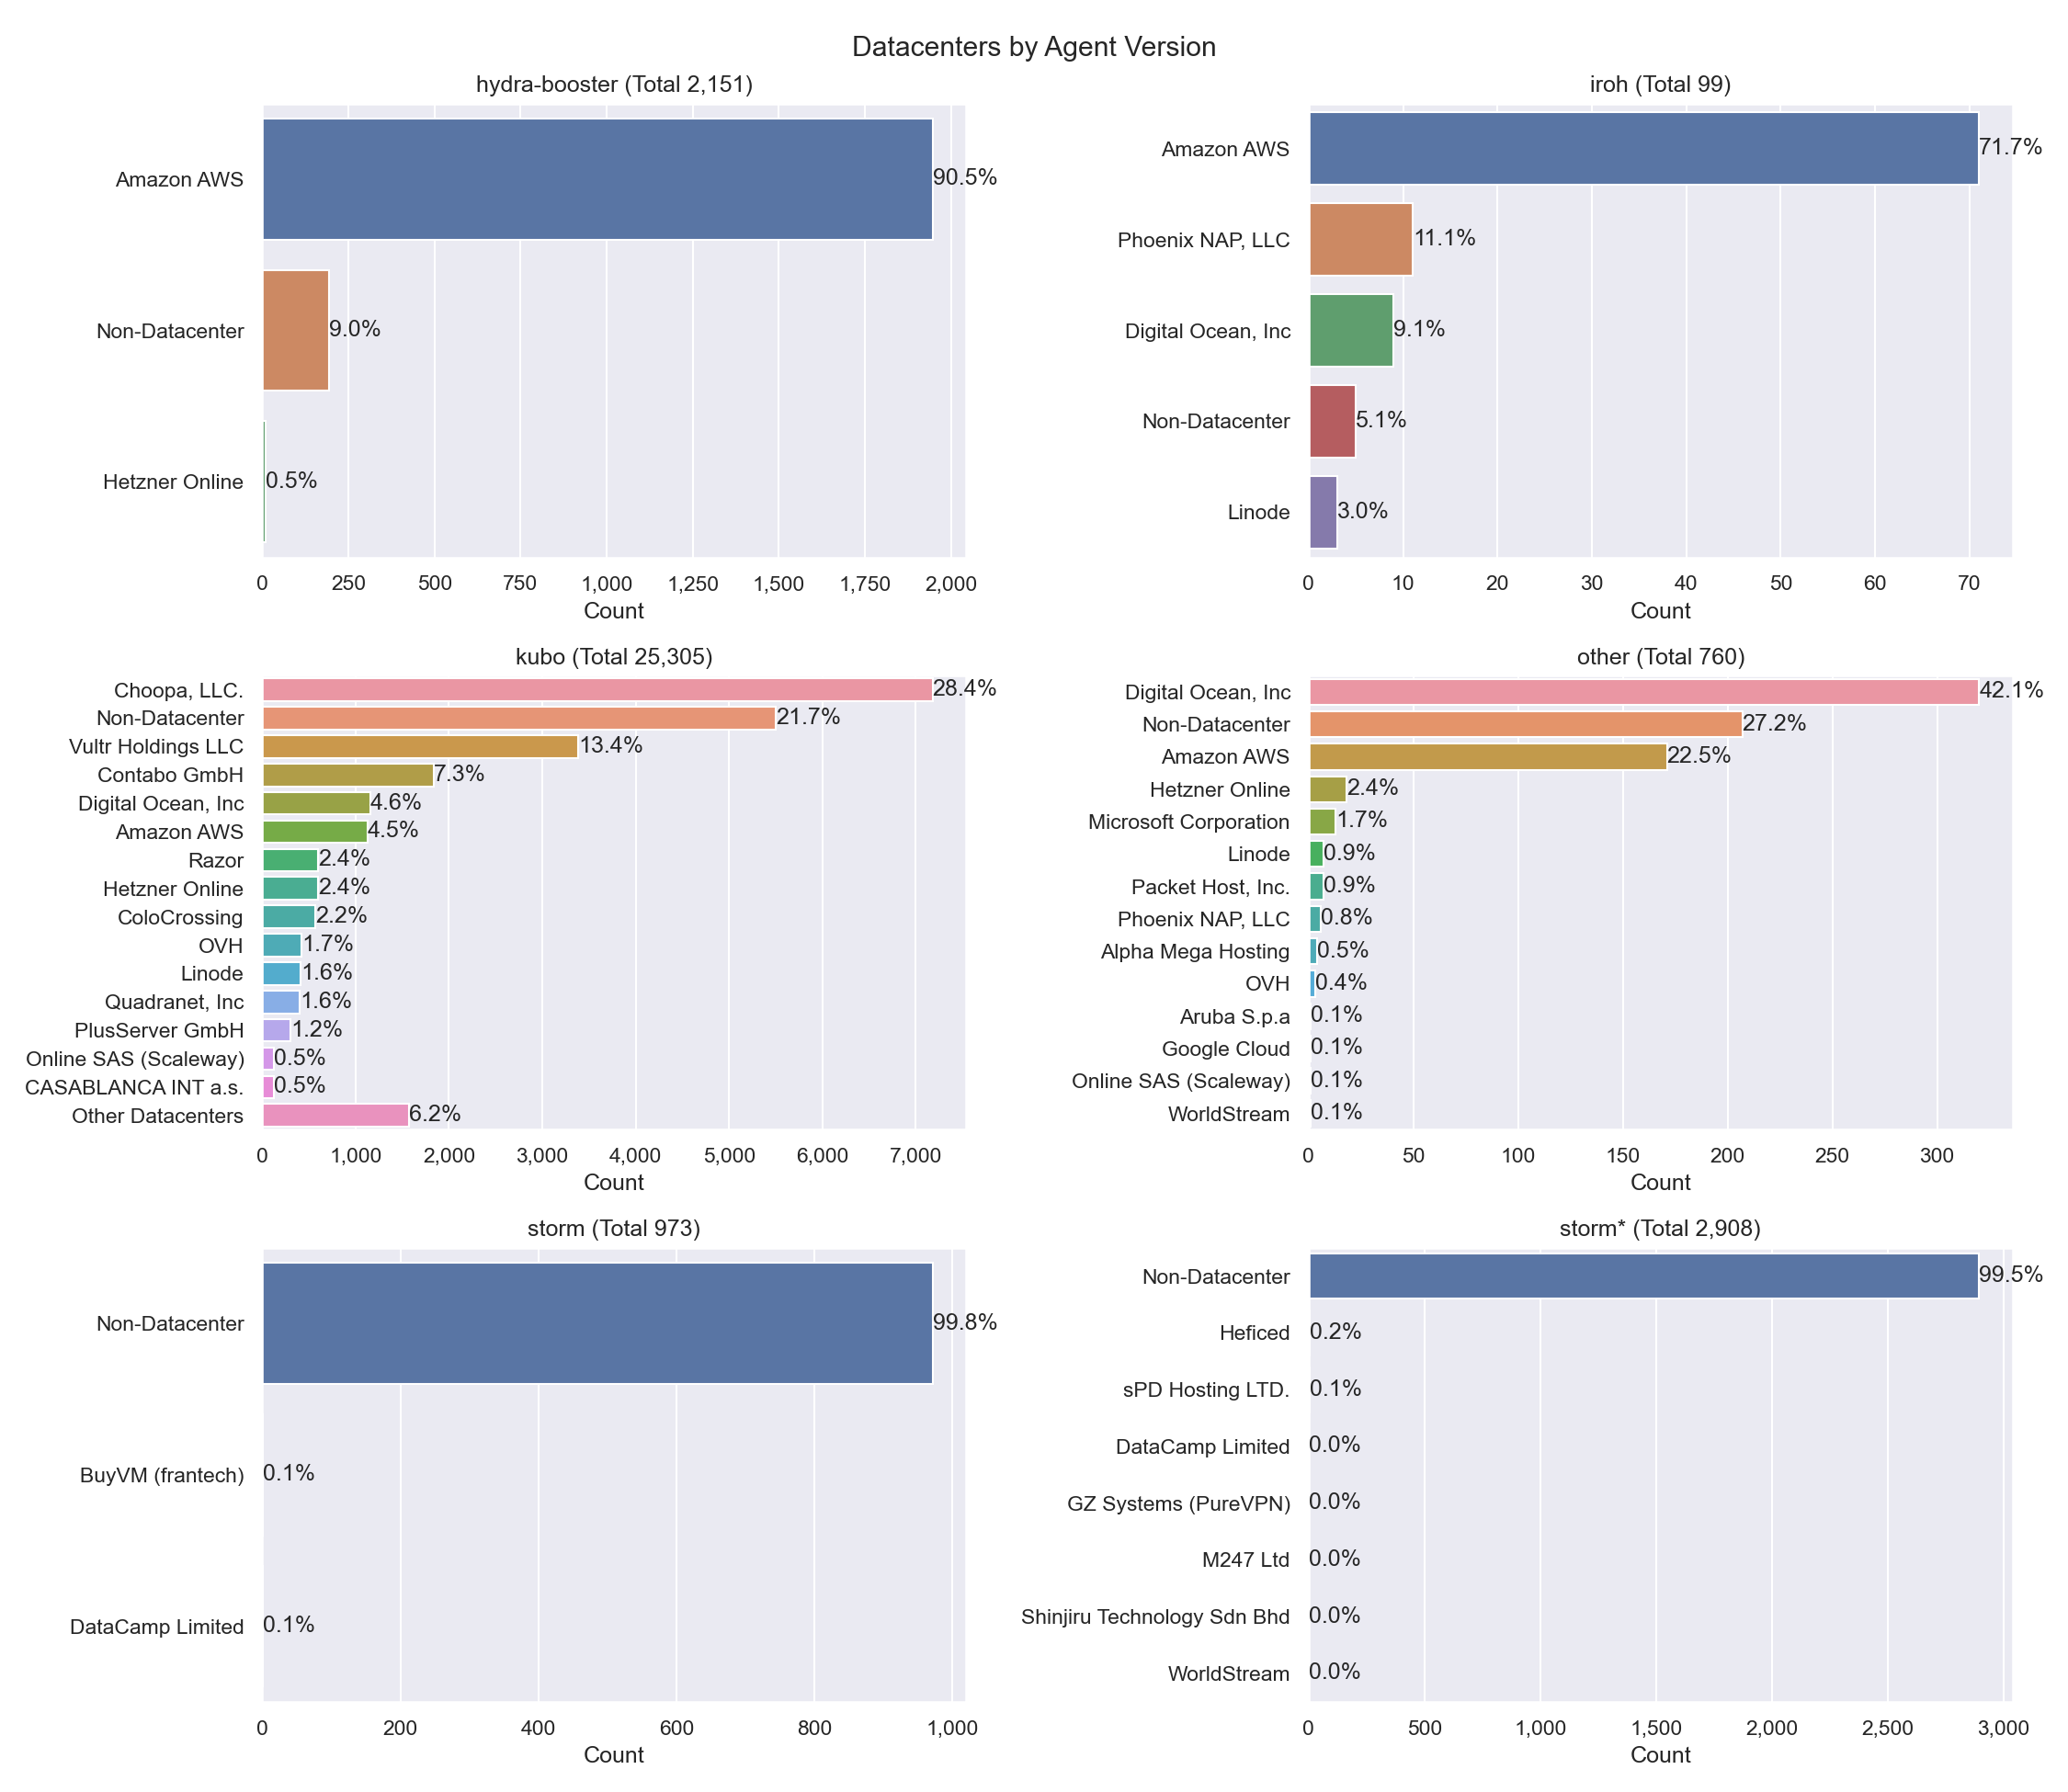 Datacenters by Agent Version
hydra-booster (Total 2,151)
Amazon AWS 90.5%
Non-Datacenter 9.0%
Hetzner Online 0.5%
0 250 500 750 1,000 1,250 1,500 1,750 2,000
Count
iroh (Total 99)
Amazon AWS 71.7%
Phoenix NAP, LLC 11.1%
Digital Ocean, Inc 9.1%
Non-Datacenter 5.1%
Linode 3.0%
0 10 20 30 40 50 60 70
Count
kubo (Total 25,305)
Choopa, LLC. 28.4%
Non-Datacenter 21.7%
Vultr Holdings LLC 13.4%
Contabo GmbH 7.3%
Digital Ocean, Inc 4.6%
Amazon AWS 4.5%
Razor 2.4%
Hetzner Online 2.4%
ColoCrossing 2.2%
OVH 1.7%
Linode 1.6%
Quadranet, Inc 1.6%
PlusServer GmbH 1.2%
Online SAS (Scaleway) 0.5%
CASABLANCA INT a.s. 0.5%
Other Datacenters 6.2%
0 1,000 2,000 3,000 4,000 5,000 6,000 7,000
Count
other (Total 760)
Digital Ocean, Inc 42.1%
Non-Datacenter 27.2%
Amazon AWS 22.5%
Hetzner Online 2.4%
Microsoft Corporation 1.7%
Linode 0.9%
Packet Host, Inc. 0.9%
Phoenix NAP, LLC 0.8%
Alpha Mega Hosting 0.5%
OVH 0.4%
Aruba S.p.a 0.1%
Google Cloud 0.1%
Online SAS (Scaleway) 0.1%
WorldStream 0.1%
0 50 100 150 200 250 300
Count
storm (Total 973)
Non-Datacenter 99.8%
BuyVM (frantech) 0.1%
DataCamp Limited 0.1%
0 200 400 600 800 1,000
Count
storm* (Total 2,908)
Non-Datacenter 99.5%
Heficed 0.2%
sPD Hosting LTD. 0.1%
DataCamp Limited 0.0%
GZ Systems (PureVPN) 0.0%
M247 Ltd 0.0%
Shinjiru Technology Sdn Bhd 0.0%
WorldStream 0.0%
0 500 1,000 1,500 2,000 2,500 3,000
Count